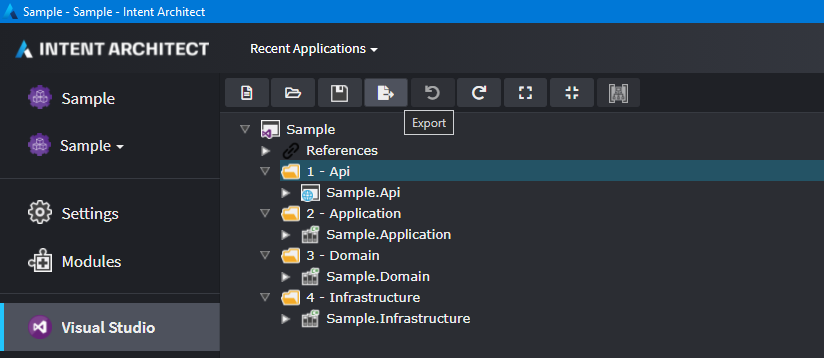 Sample - Sample - Intent Architect
INTENT ARCHITECT
Recent Applications
Sample
Sample
Settings
Modules
Visual Studio
Export
Sample
References
1 - Api
Sample.Api
2 - Application
Sample.Application
3 - Domain
Sample.Domain
4 - Infrastructure
Sample.Infrastructure